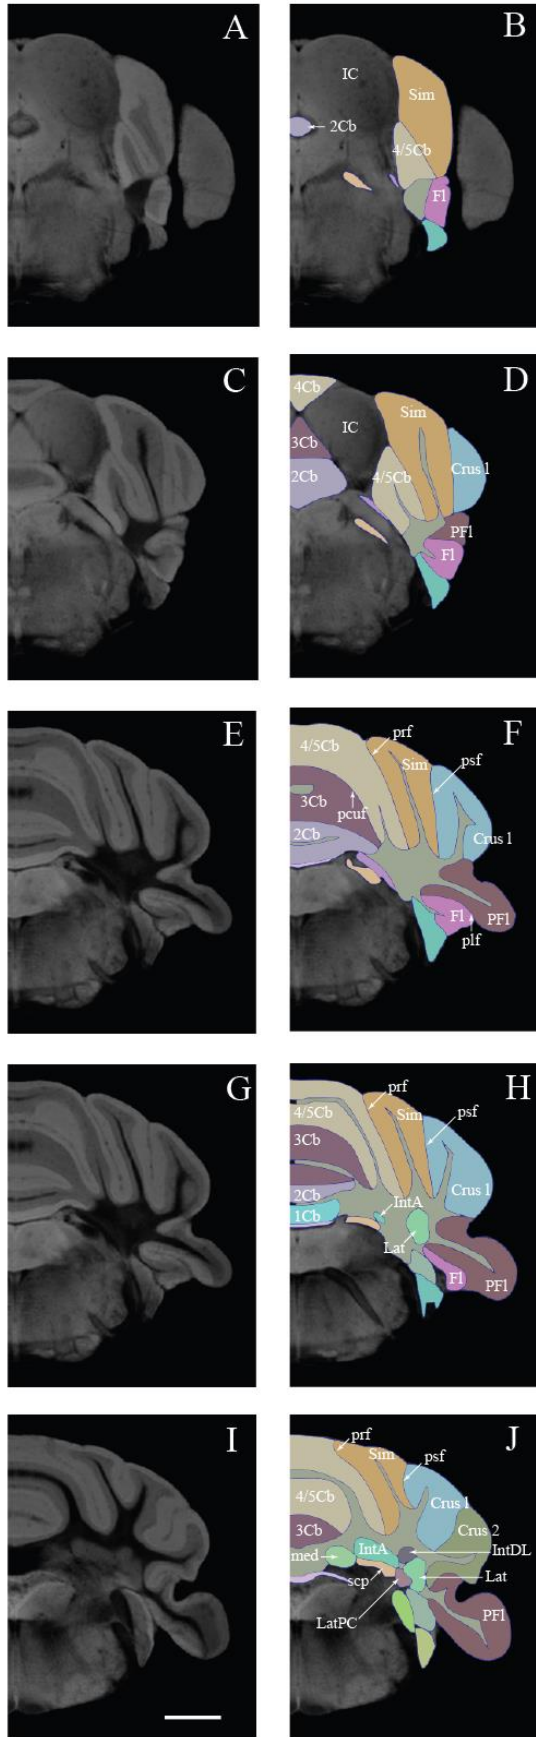 A
B
IC
Sim
2Cb
4/5Cb
Fl
C
D
4Cb
Sim
IC
3Cb
Crus 1
2Cb
4/5Cb
PFl
Fl
E
F
prf
4/5Cb
Sim
psf
3Cb
pcuf
2Cb
Crus 1
Fl
PFl
plf
G
H
prf
4/5Cb
Sim
psf
3Cb
2Cb
Crus 1
IntA
1Cb
Lat
Fl
PFl
I
J
prf
Sim
psf
4/5Cb
Crus 1
3Cb
Crus 2
med
IntA
IntDL
scp
Lat
LatPC
PFl